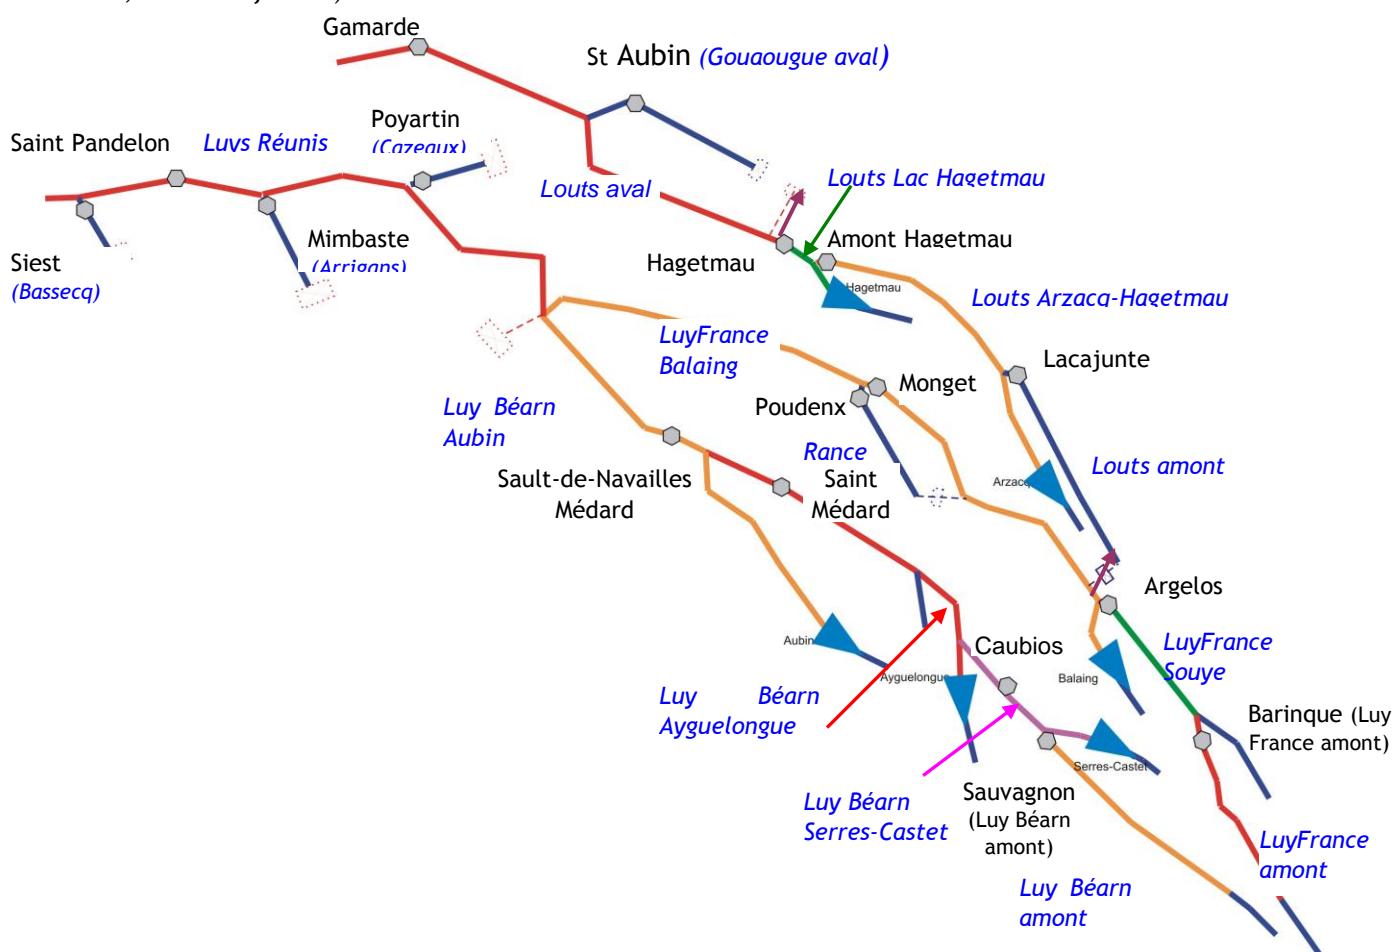 Gamarde
St Aubin (Gouaougue aval)
Poyartin
(Cazeaux)
Saint Pandelon
Luys Réunis
Louts aval
Louts Lac Hagetmau
Mimbaste
(Arrigans)
Siest
(Bassecq)
Hagetmau
Amont Hagetmau
Hagetmau
Louts Arzacq-Hagetmau
LuyFrance
Balaing
Lacajunte
Monget
Poudenx
Luy Béarn
Aubin
Rance
Louts amont
Sault-de-Navailles
Médard
Saint
Médard
Arzacq
Argelos
Aubin
Caubios
LuyFrance
Souye
Ayguelongue
Balaing
Luy Béarn
Ayguelongue
Barinque (Luy
France amont)
Serres-Castet
Luy Béarn
Serres-Castet
Sauvagnon
(Luy Béarn
amont)
LuyFrance
amont
Luy Béarn
amont